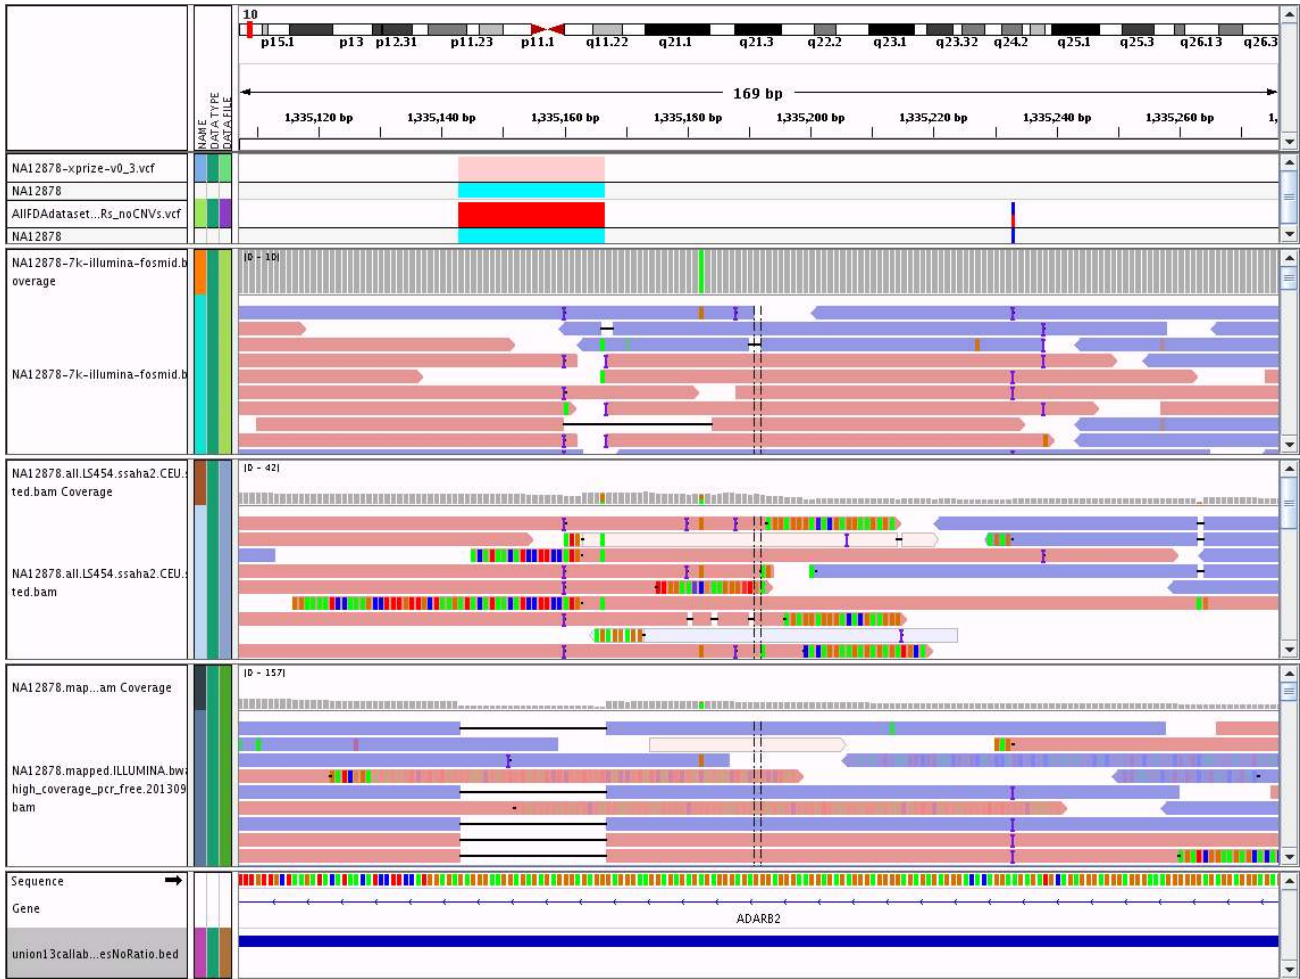 10
p15.1 p13 p12.31 p11.23 p11.1 q11.22 q21.1 q21.3 q22.2 q23.1 q23.32 q24.2 q25.1 q25.3 q26.13 q26.3
169 bp
1,335,120 bp 1,335,140 bp 1,335,160 bp 1,335,180 bp 1,335,200 bp 1,335,220 bp 1,335,240 bp 1,335,260 bp 1,
NAME
DATA TYPE
DATA FILE
NA12878-xprize-v0_3.vcf
NA12878
AllFDAdataset...Rs_noCNVs.vcf
NA12878
NA12878-7k-illumina-fosmid.b
overage
[0 - 10]
NA12878-7k-illumina-fosmid.b
NA12878.all.LS454.ssaha2.CEU.s
ted.bam Coverage
[0 - 42]
NA12878.all.LS454.ssaha2.CEU.s
ted.bam
NA12878.map...am Coverage
[0 - 157]
NA12878.mapped.ILLUMINA.bwa
high_coverage_pcr_free.201309
bam
Sequence
Gene
ADARB2
union13callab...esNoRatio.bed